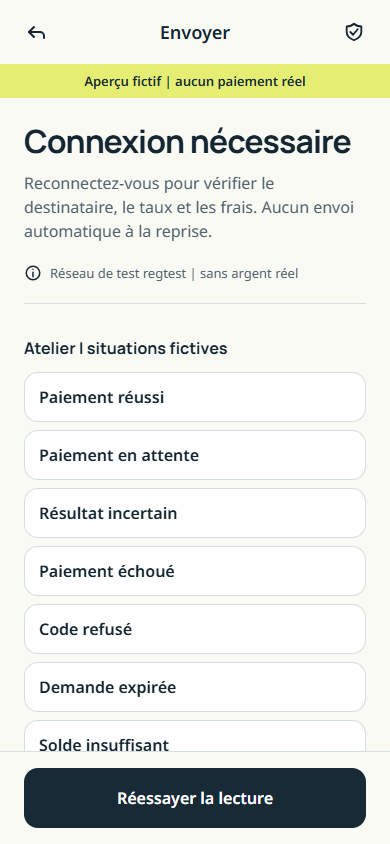 Envoyer
Aperçu fictif | aucun paiement réel
Connexion nécessaire
Reconnectez-vous pour vérifier le
destinataire, le taux et les frais. Aucun envoi
automatique à la reprise.
Réseau de test regtest | sans argent réel
Atelier | situations fictives
Paiement réussi
Paiement en attente
Résultat incertain
Paiement échoué
Code refusé
Demande expirée
Solde insuffisant
Réessayer la lecture